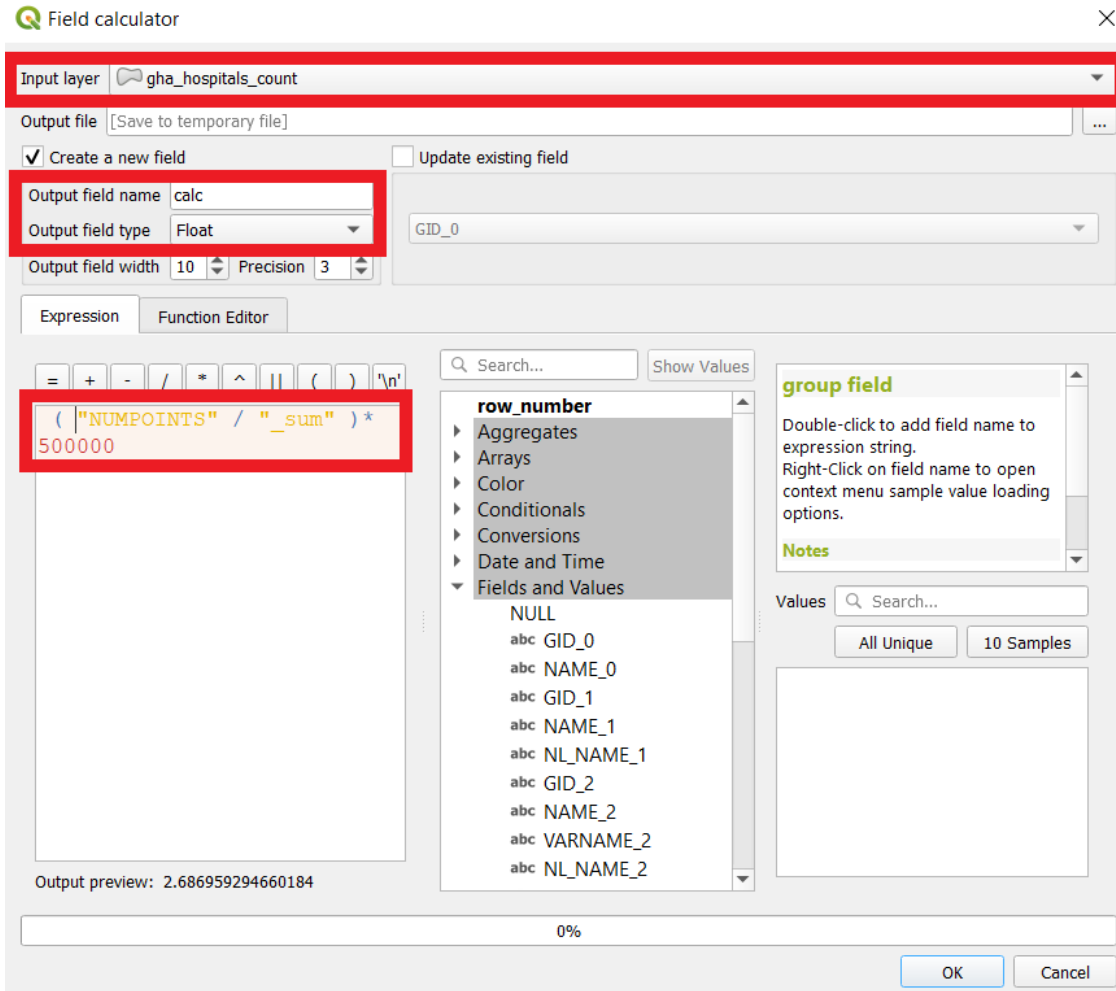 Field calculator
Input layer gha_hospitals_count
Output file [Save to temporary file] ...
Create a new field Update existing field
Output field name calc
Output field type Float GID_0
Output field width 10 Precision 3
Expression Function Editor
= + - / * ^ || ( ) '\n'
( "NUMPOINTS" / "_sum" )*
500000
Output preview: 2.686959294660184
Search... Show Values
row_number
Aggregates
Arrays
Color
Conditionals
Conversions
Date and Time
Fields and Values
NULL
abc GID_0
abc NAME_0
abc GID_1
abc NAME_1
abc NL_NAME_1
abc GID_2
abc NAME_2
abc VARNAME_2
abc NL_NAME_2
group field
Double-click to add field name to
expression string.
Right-Click on field name to open
context menu sample value loading
options.
Notes
Values Search...
All Unique 10 Samples
0%
OK Cancel